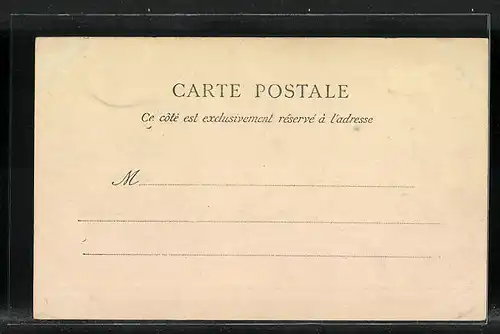 CARTE POSTALE
Ce côté est exclusivement réservé à l'adresse
M